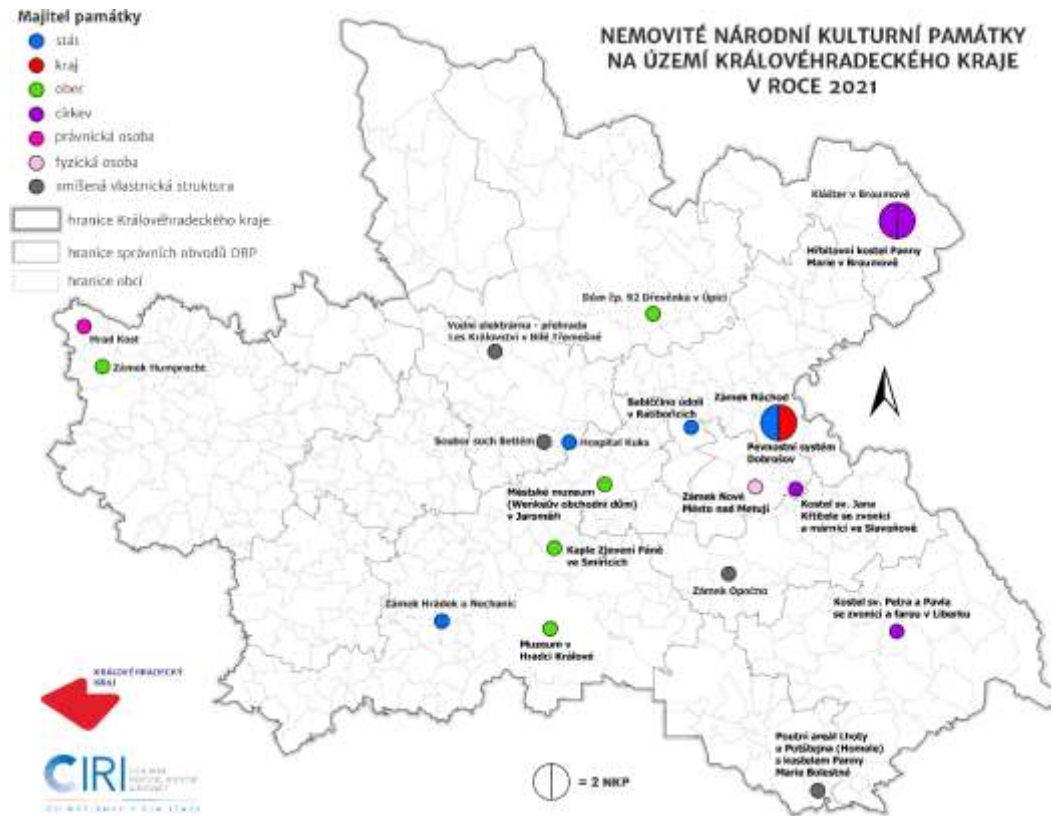 Majitel památky
stát
kraj
obec
církev
právnická osoba
fyzická osoba
smíšená vlastnická struktura
hranice Královéhradeckého kraje
hranice správních obvodů ORP
hranice obcí
NEMOVITÉ NÁRODNÍ KULTURNÍ PAMÁTKY
NA ÚZEMÍ KRÁLOVÉHRADECKÉHO KRAJE
V ROCE 2021
Klášter v Broumově
Hřbitovní kostel Panny
Marie v Broumově
Dům čp. 92 Dřevěnka v Úpici
Vodní elektrárna - přehrada
Les Království v Bílé Třemešné
Hrad Kost
Zámek Humprecht
Babiččino údolí
v Ratibořicích
Zámek Náchod
Pevnostní systém
Dobrošov
Soubor soch Betlém
Hospital Kuks
Městské muzeum
(Wenkeův obchodní dům)
v Jaroměři
Zámek Nové
Město nad Metují
Kostel sv. Jana
Křtitele se zvonicí
a márnicí ve Slavoňově
Kaple Zjevení Páně
ve Smiřicích
Zámek Opočno
Zámek Hrádek u Nechanic
Muzeum v
Hradci Králové
Kostel sv. Petra a Pavla
se zvonicí a farou v Liberku
Poutní areál Lhoty
u Potštejna (Homole)
s kostelem Panny
Marie Bolestné
= 2 NKP
KRÁLOVÉHRADECKÝ
KRAJ
CIRI